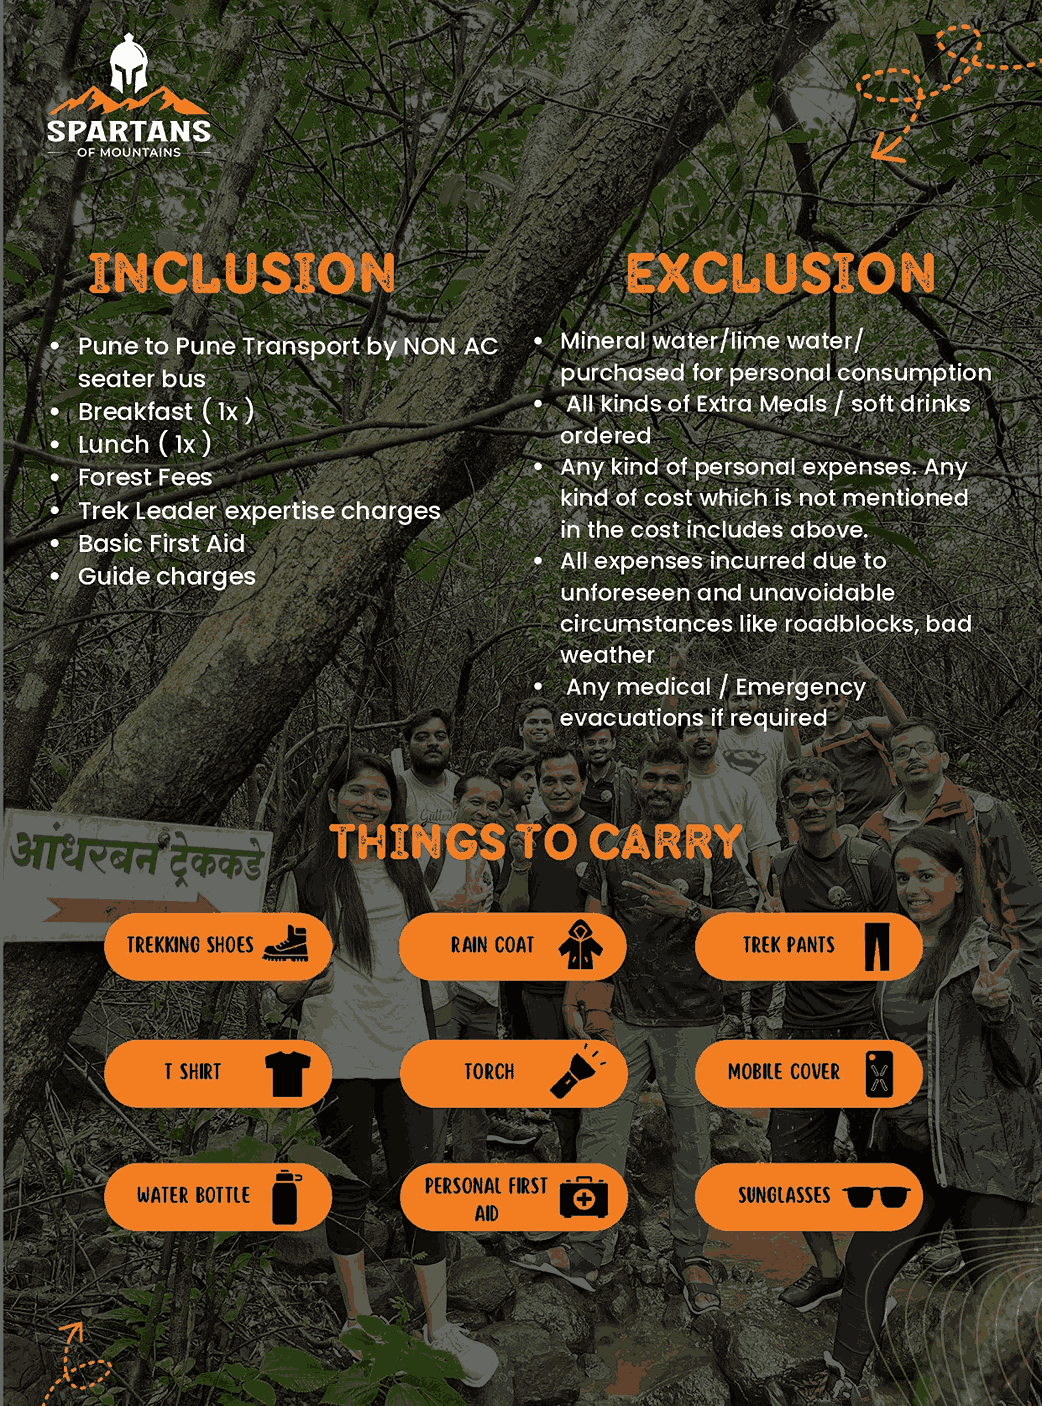 SPARTANS
OF MOUNTAINS
INCLUSION
• Pune to Pune Transport by NON AC
seater bus
• Breakfast ( 1x )
• Lunch ( 1x )
• Forest Fees
• Trek Leader expertise charges
• Basic First Aid
• Guide charges
EXCLUSION
• Mineral water/lime water/
purchased for personal consumption
• All kinds of Extra Meals / soft drinks
ordered
• Any kind of personal expenses. Any
kind of cost which is not mentioned
in the cost includes above.
• All expenses incurred due to
unforeseen and unavoidable
circumstances like roadblocks, bad
weather
• Any medical / Emergency
evacuations if required
THINGS TO CARRY
आंधरबन ट्रेककडे
TREKKING SHOES
RAIN COAT
TREK PANTS
T SHIRT
TORCH
MOBILE COVER
WATER BOTTLE
PERSONAL FIRST
AID
SUNGLASSES